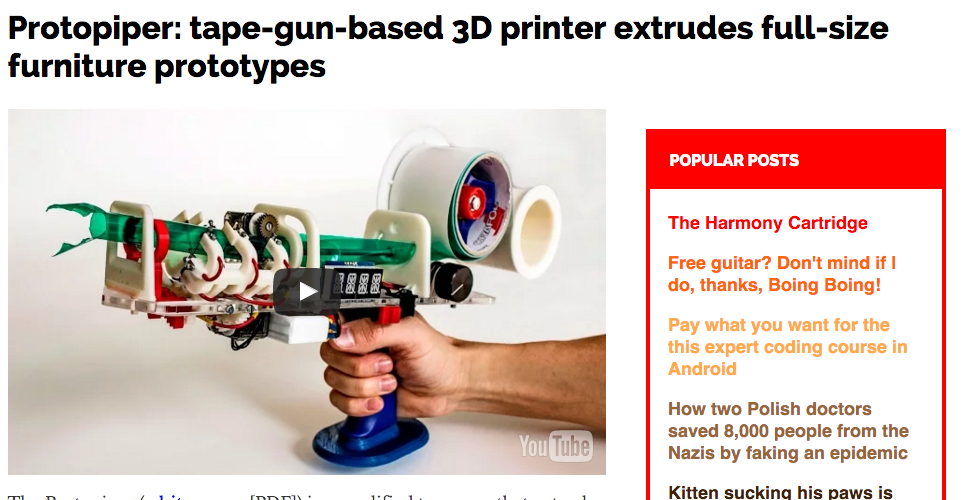 Protopiper: tape-gun-based 3D printer extrudes full-size
furniture prototypes
YouTube
POPULAR POSTS
The Harmony Cartridge
Free guitar? Don't mind if I
do, thanks, Boing Boing!
Pay what you want for the
this expert coding course in
Android
How two Polish doctors
saved 8,000 people from the
Nazis by faking an epidemic
Kitten sucking his paws is